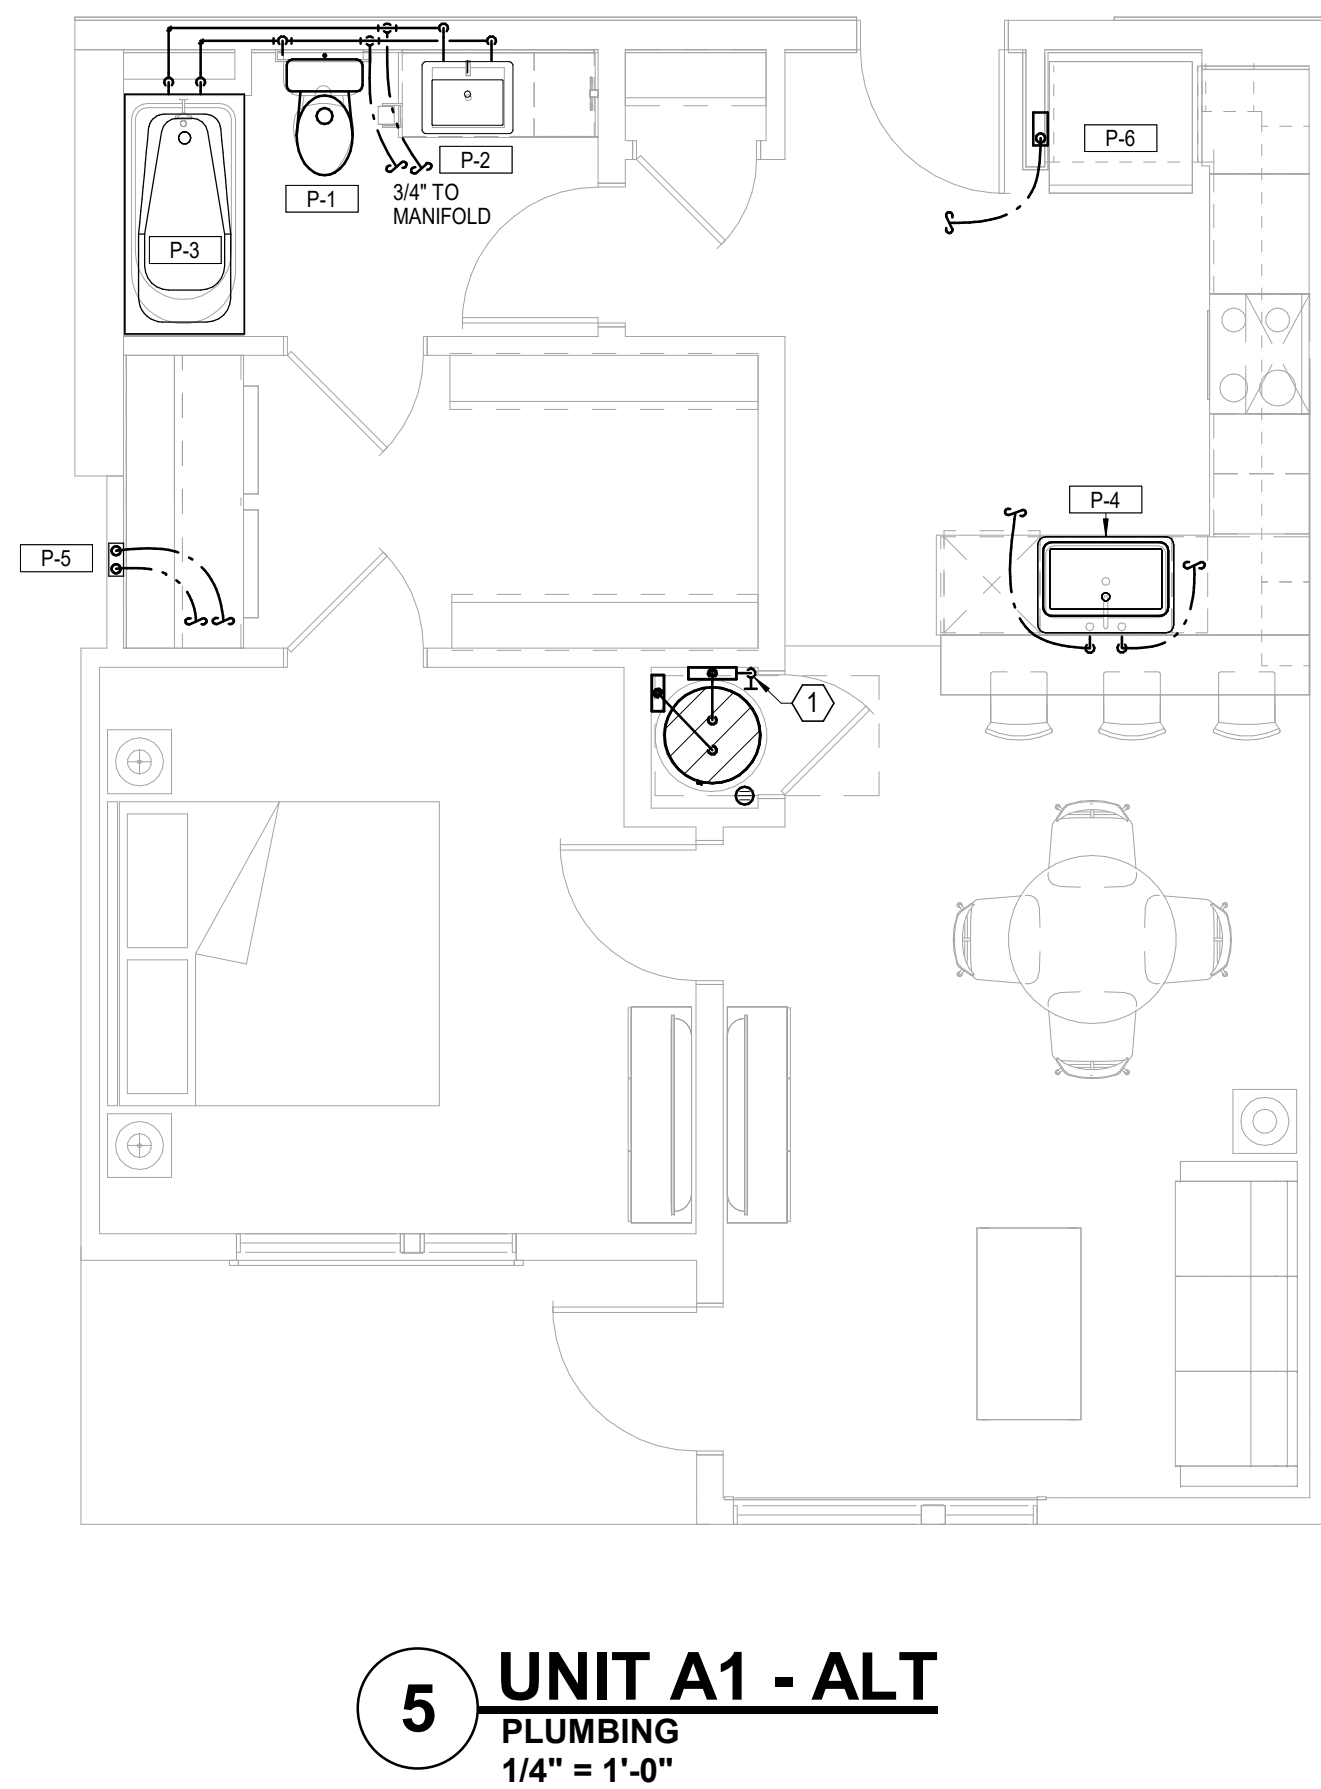 P-1
P-2
P-3
3/4" TO
MANIFOLD
P-6
P-4
P-5
1
5
UNIT A1 - ALT
PLUMBING
1/4" = 1'-0"